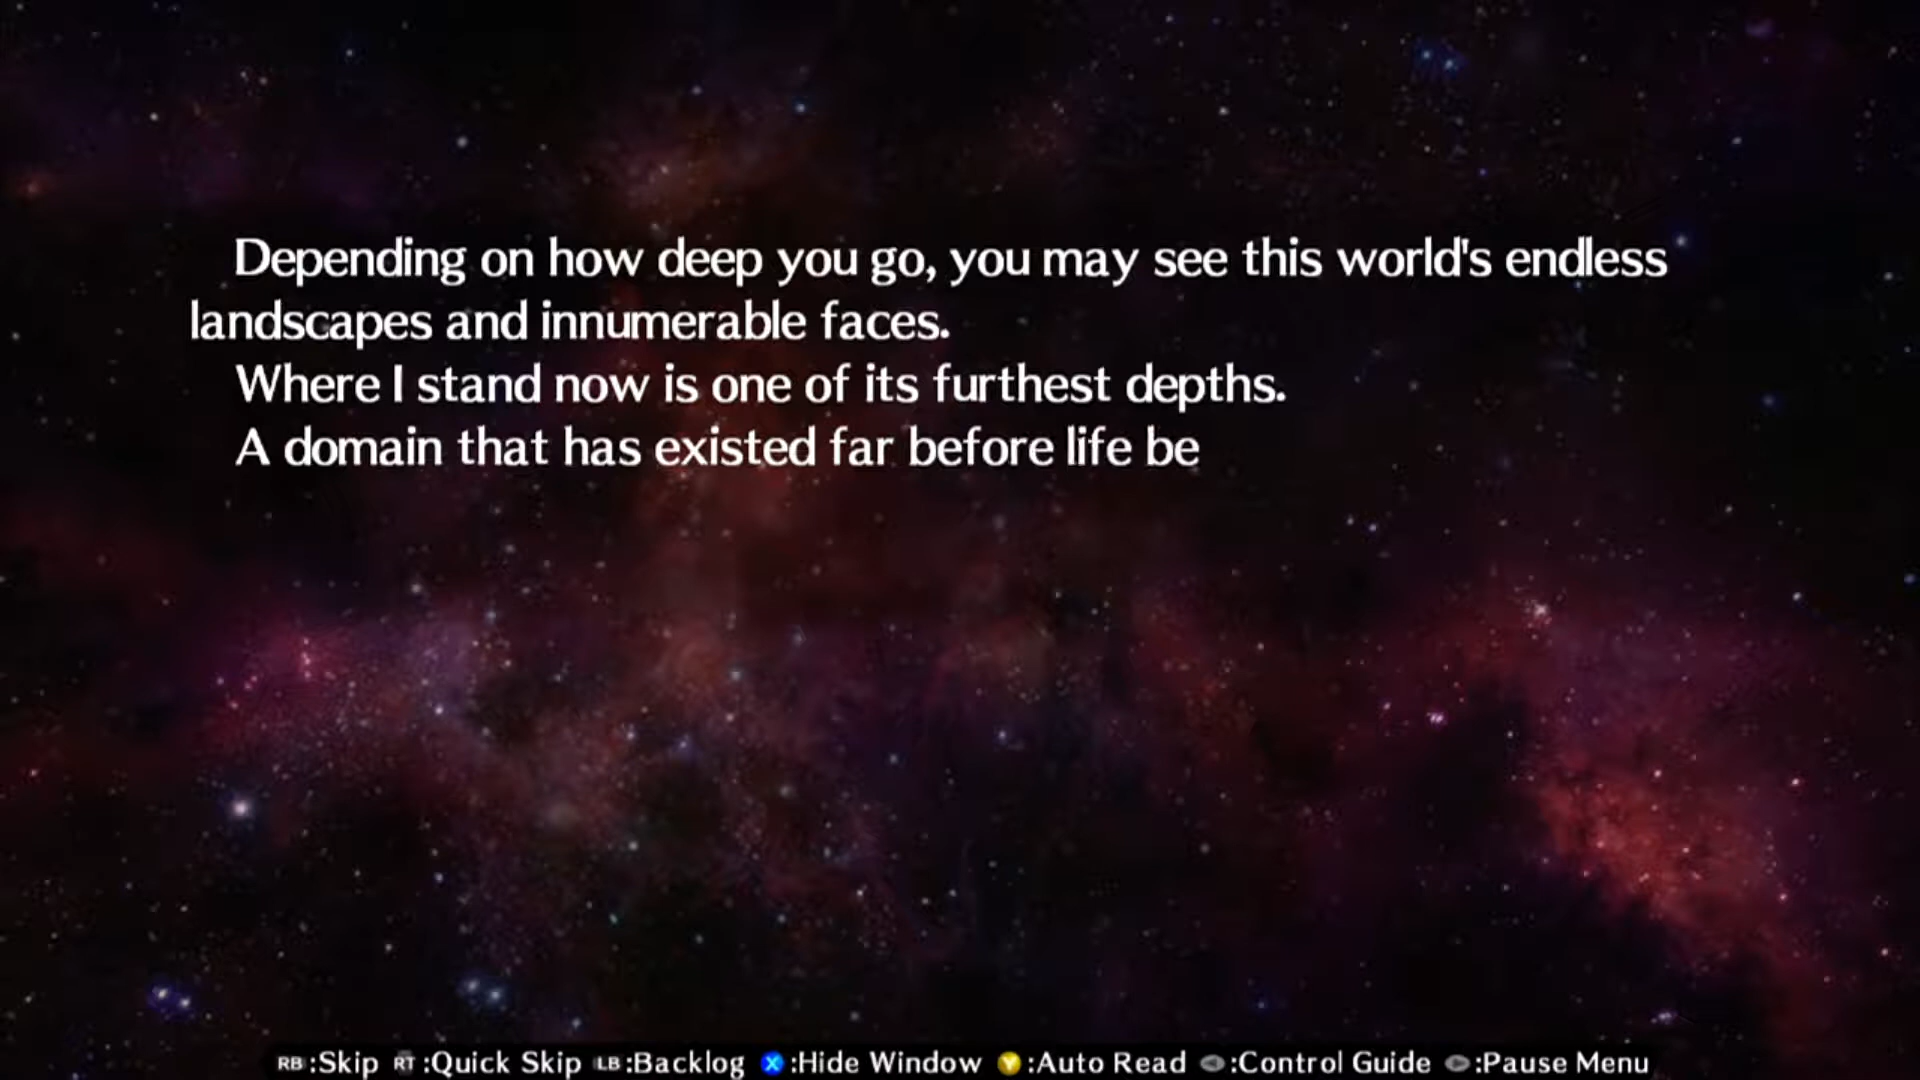 Depending on how deep you go, you may see this world's endless
landscapes and innumerable faces.
Where I stand now is one of its furthest depths.
A domain that has existed far before life be
RB:Skip RT:Quick Skip LB:Backlog X:Hide Window Y:Auto Read :Control Guide :Pause Menu